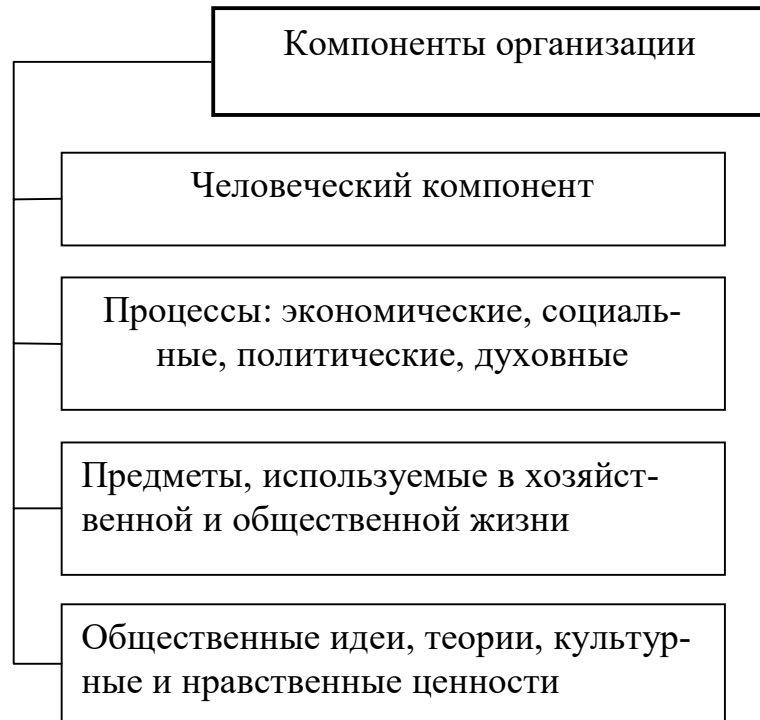 Компоненты организации
Человеческий компонент
Процессы: экономические, социаль-
ные, политические, духовные
Предметы, используемые в хозяйст-
венной и общественной жизни
Общественные идеи, теории, культур-
ные и нравственные ценности